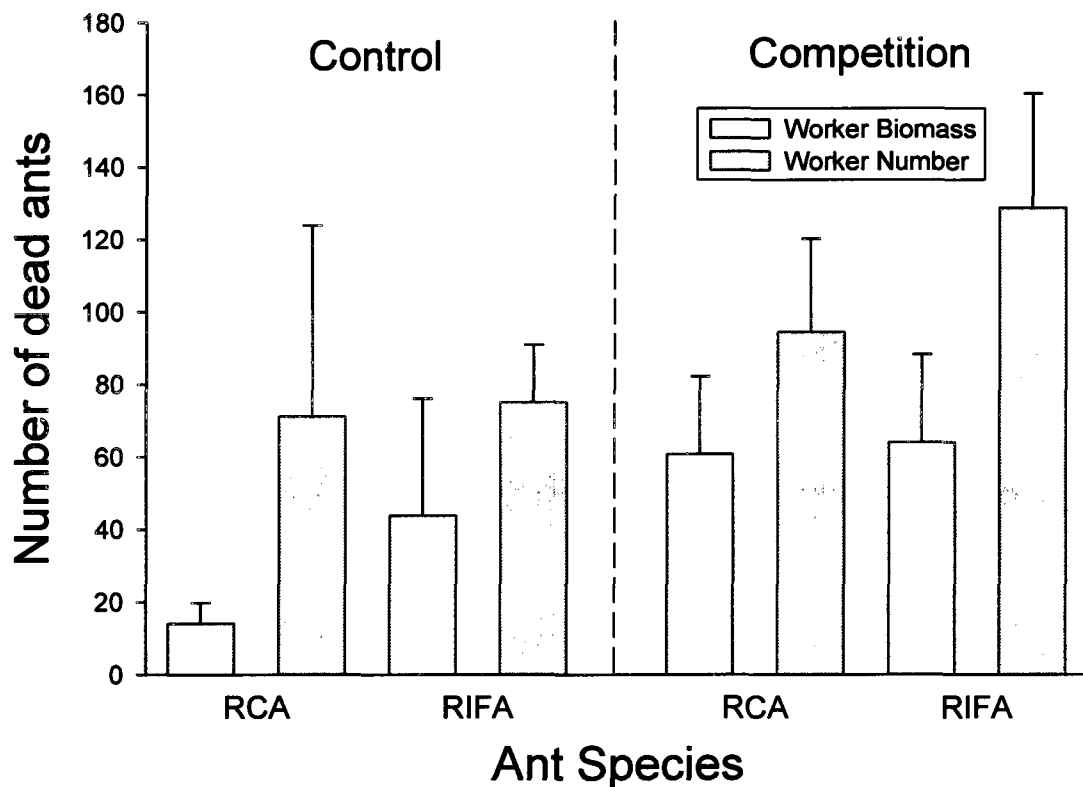 Number of dead ants
180
160
140
120
100
80
60
40
20
0
Control
Competition
Worker Biomass
Worker Number
RCA
RIFA
RCA
RIFA
Ant Species